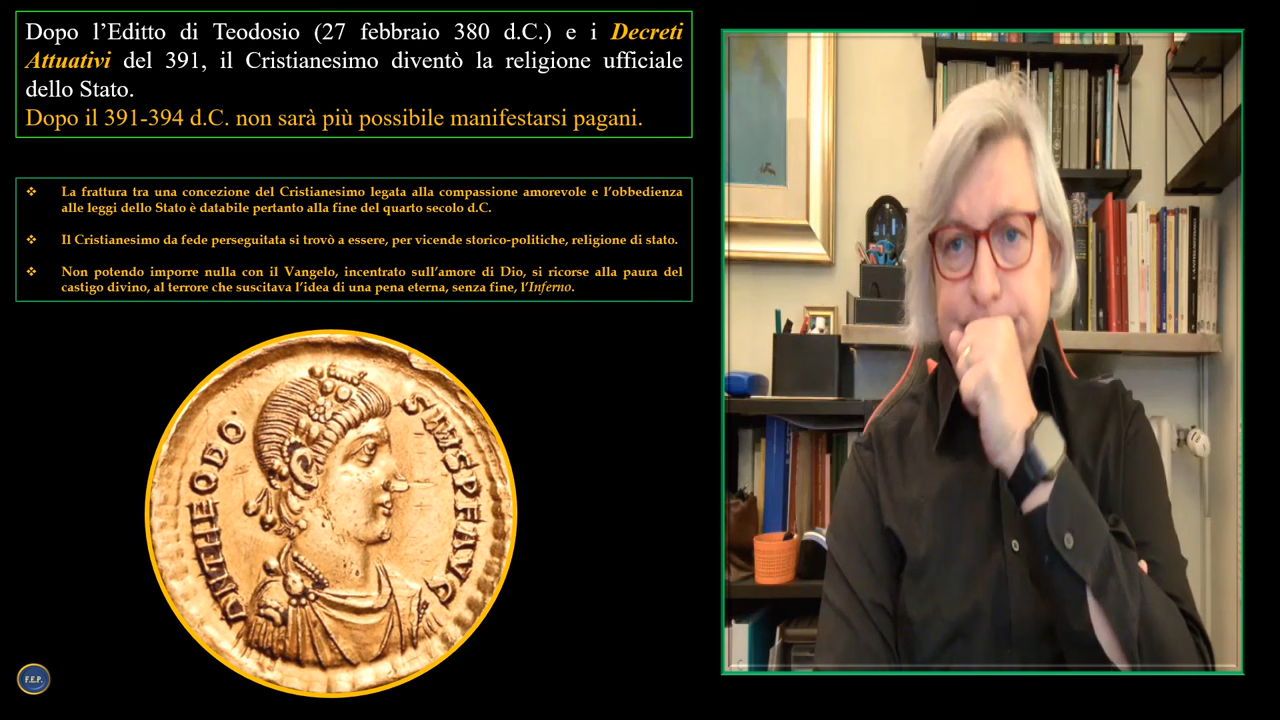 Dopo l'Editto di Teodosio (27 febbraio 380 d.C.) e i Decreti
Attuativi del 391, il Cristianesimo diventò la religione ufficiale
dello Stato.
Dopo il 391-394 d.C. non sarà più possibile manifestarsi pagani.
❖ La frattura tra una concezione del Cristianesimo legata alla compassione amorevole e l'obbedienza
alle leggi dello Stato è databile pertanto alla fine del quarto secolo d.C.
❖ Il Cristianesimo da fede perseguitata si trovò a essere, per vicende storico-politiche, religione di stato.
❖ Non potendo imporre nulla con il Vangelo, incentrato sull'amore di Dio, si ricorse alla paura del
castigo divino, al terrore che suscitava l'idea di una pena eterna, senza fine, l'Inferno.
DNTHEODO
SIVSPFAVG
F.E.P.